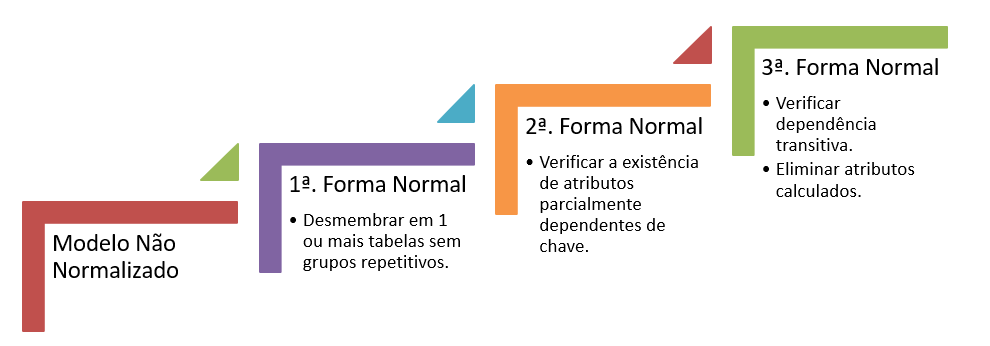 Modelo Não
Normalizado
1ª. Forma Normal
• Desmembrar em 1
ou mais tabelas sem
grupos repetitivos.
2ª. Forma Normal
• Verificar a existência
de atributos
parcialmente
dependentes de
chave.
3ª. Forma Normal
• Verificar
dependência
transitiva.
• Eliminar atributos
calculados.